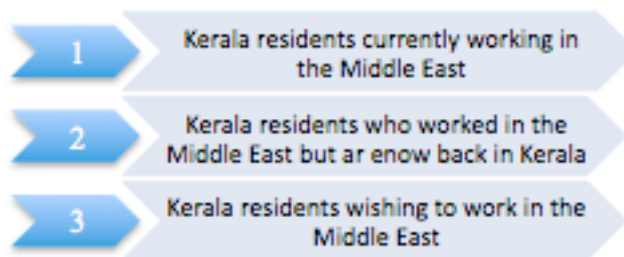 1
Kerala residents currently working in
the Middle East
2
Kerala residents who worked in the
Middle East but ar enow back in Kerala
3
Kerala residents wishing to work in the
Middle East